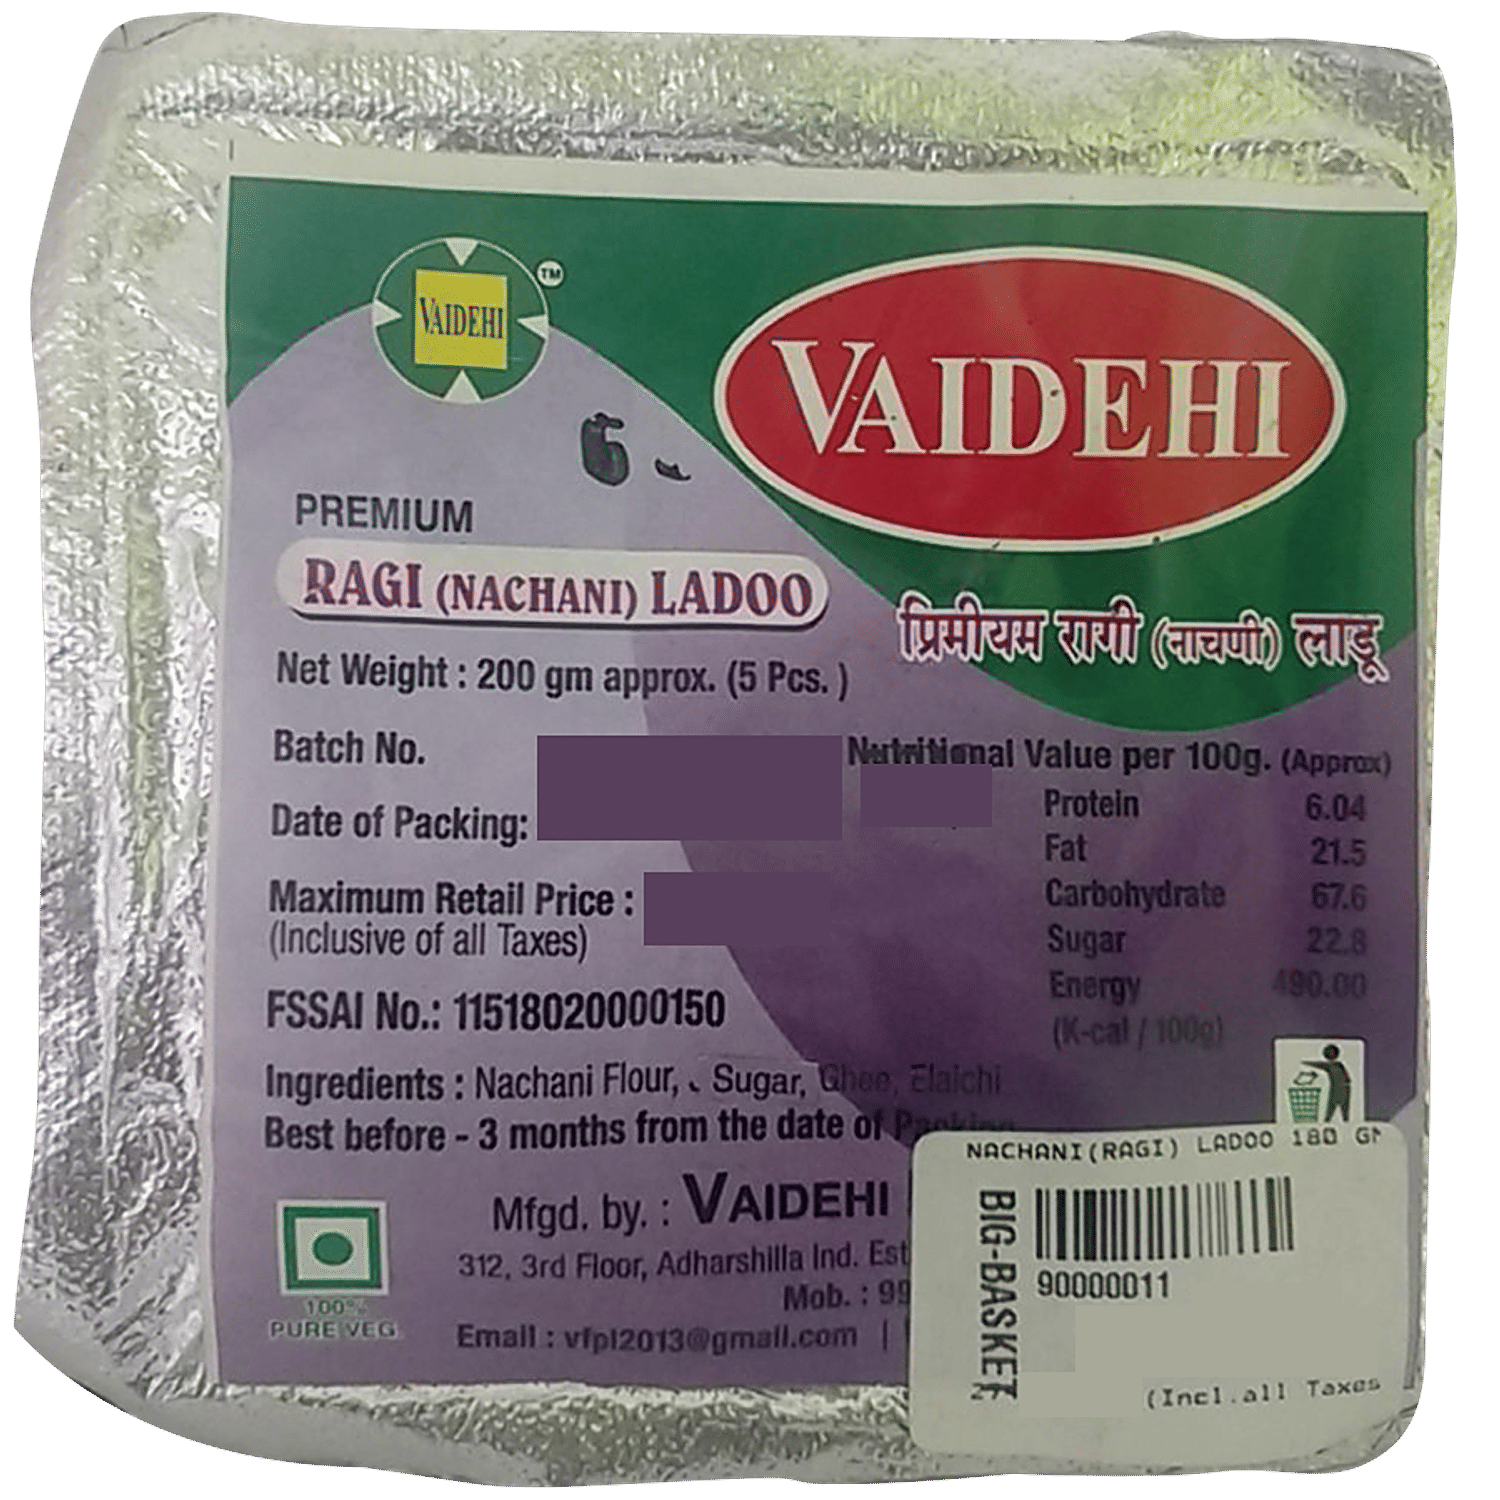 VAIDEHI
TM
VAIDEHI
PREMIUM
RAGI (NACHANI) LADOO
प्रिमीयम रागी (नाचणी) लाडू
Net Weight : 200 gm approx. (5 Pcs. )
Batch No.
Date of Packing:
Maximum Retail Price :
(Inclusive of all Taxes)
FSSAI No.: 11518020000150
Nutritional Value per 100g. (Approx)
Protein 6.04
Fat 21.5
Carbohydrate 67.6
Sugar 22.8
Energy 490.00
(K-cal / 100g)
Ingredients : Nachani Flour, Sugar, Ghee, Elaichi
Best before - 3 months from the date of Packing
Mfgd. by. : VAIDEHI
312, 3rd Floor, Adharshilla Ind. Est
Mob. : 99
Email : vfpl2013@gmail.com |
100%
PURE VEG
NACHANI(RAGI) LADOO 180 GM
BIG-BASKET
90000011
(Incl.all Taxes